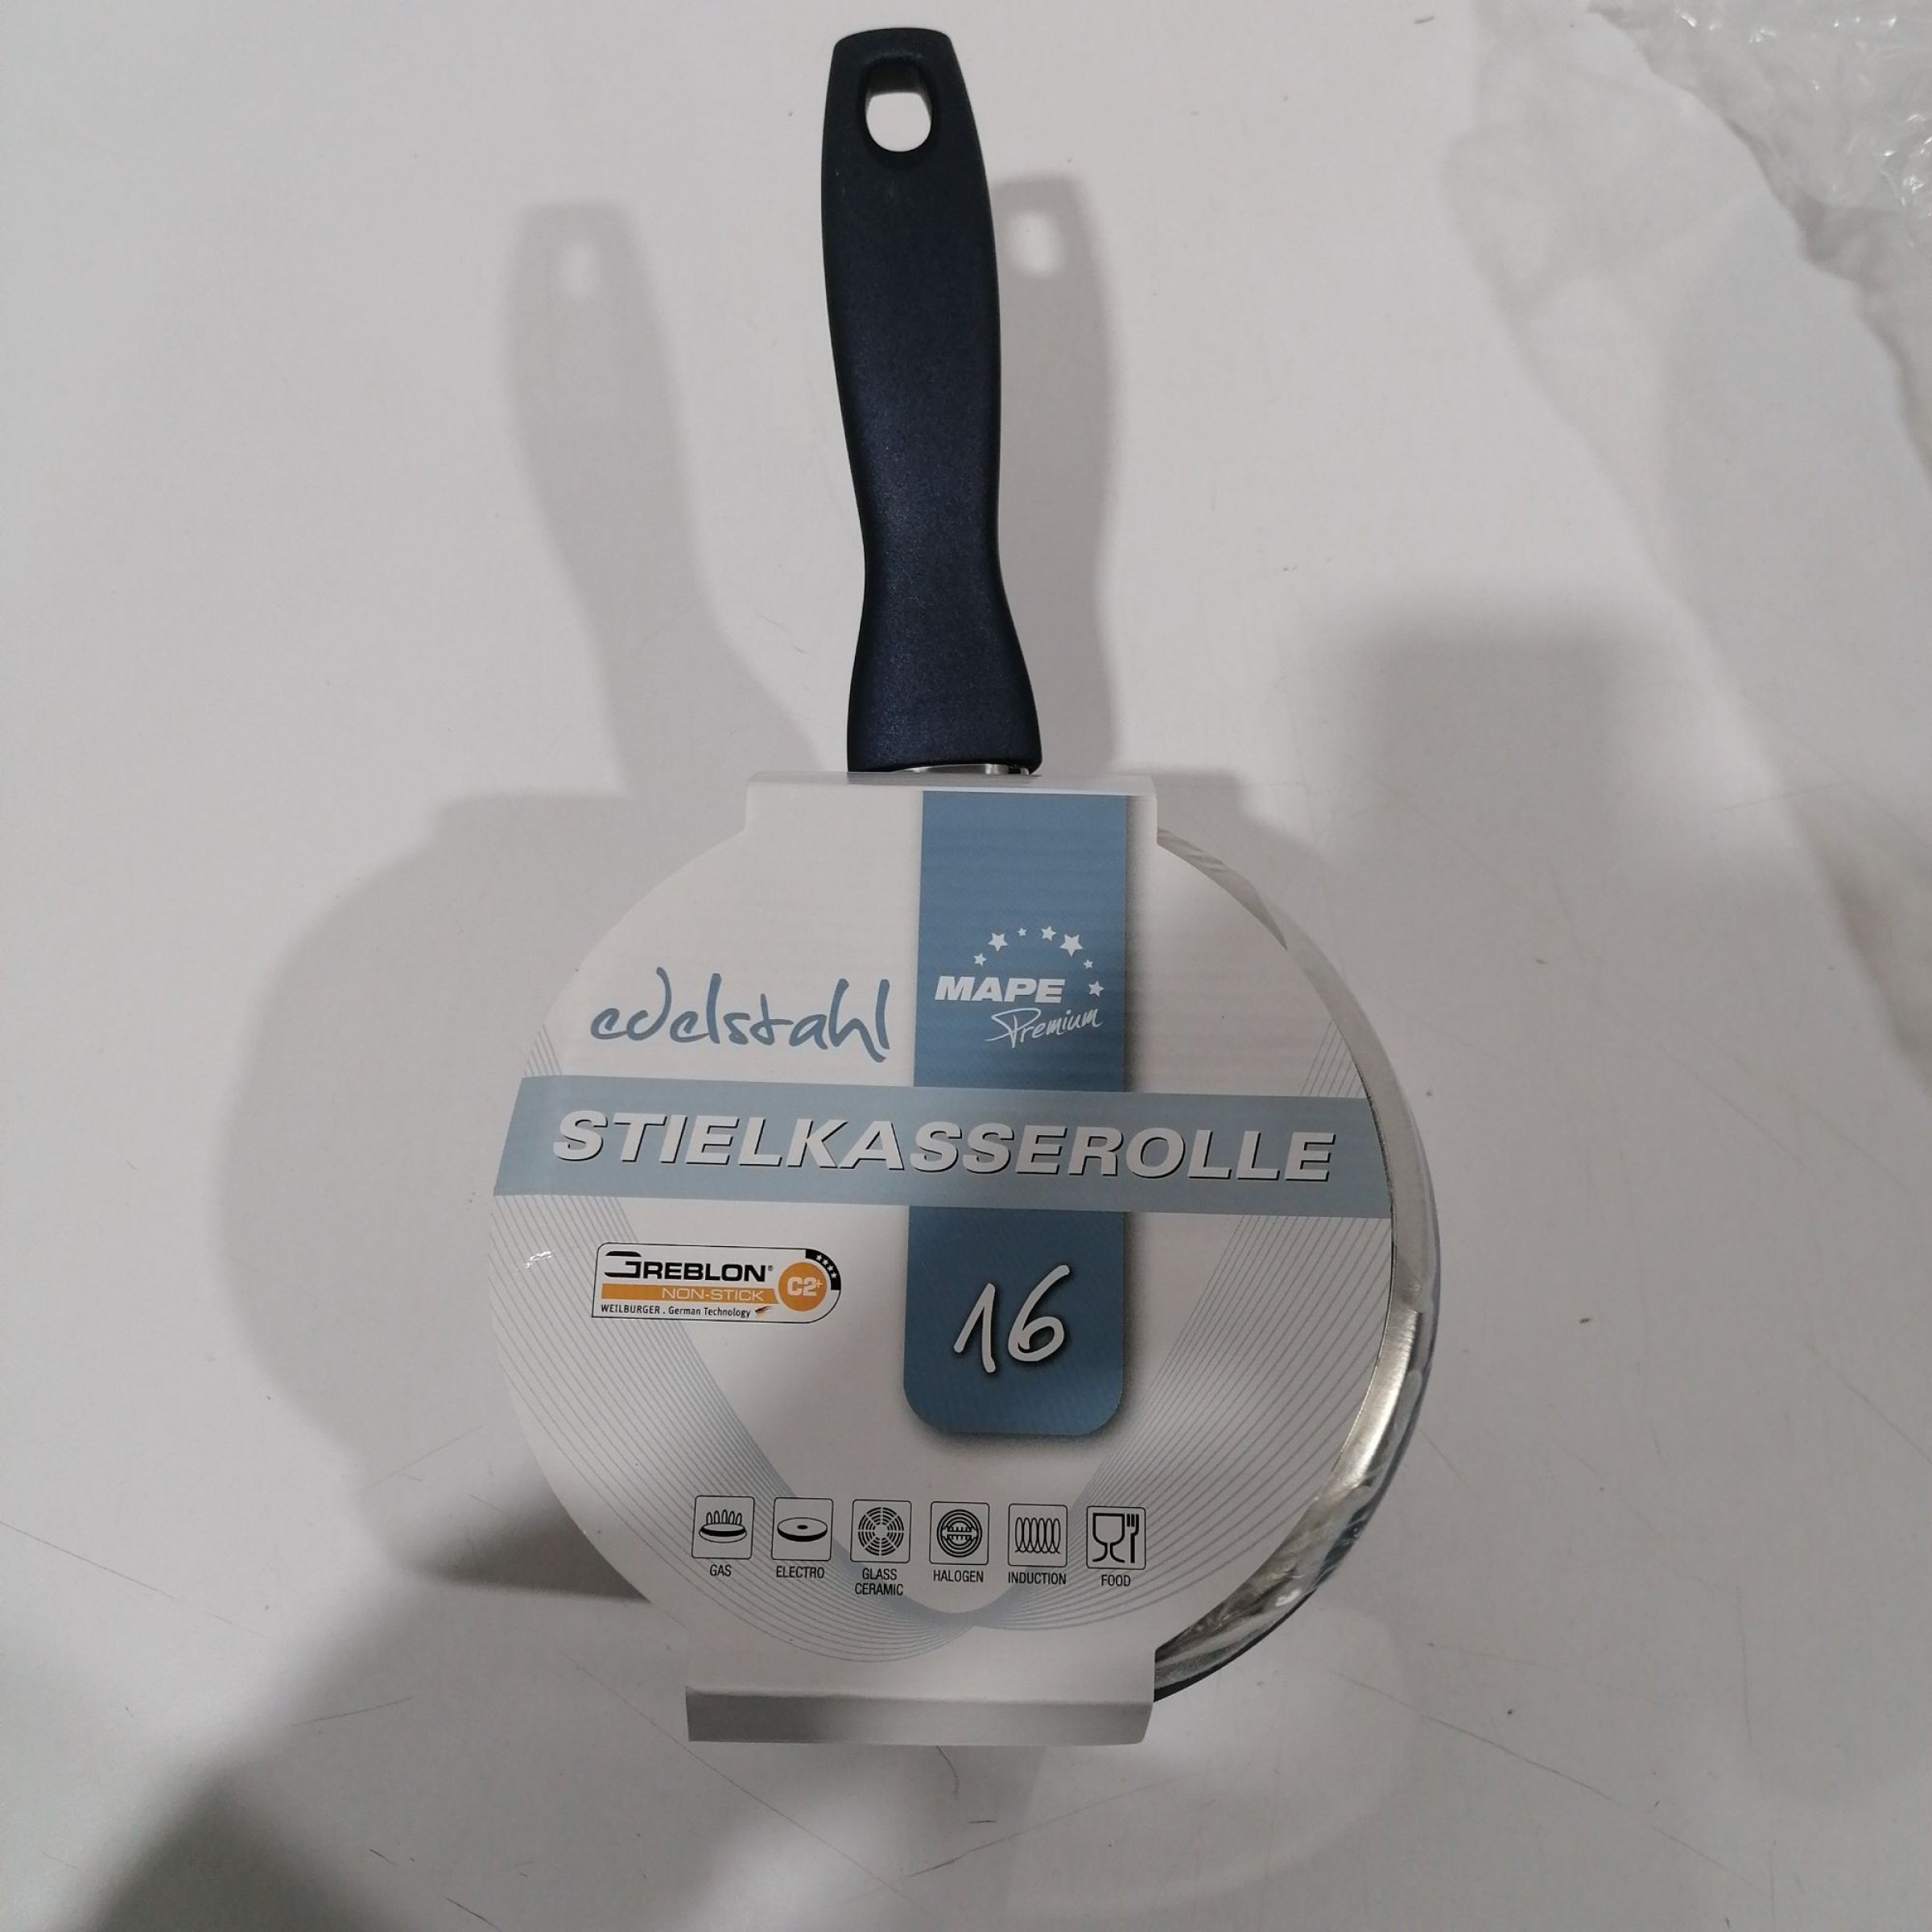 MAPE
Premium
edelstahl
STIELKASSEROLLE
GREBLON®
NON-STICK
C2+
WEILBURGER . German Technology
16
GAS
ELECTRO
GLASS
CERAMIC
HALOGEN
INDUCTION
FOOD